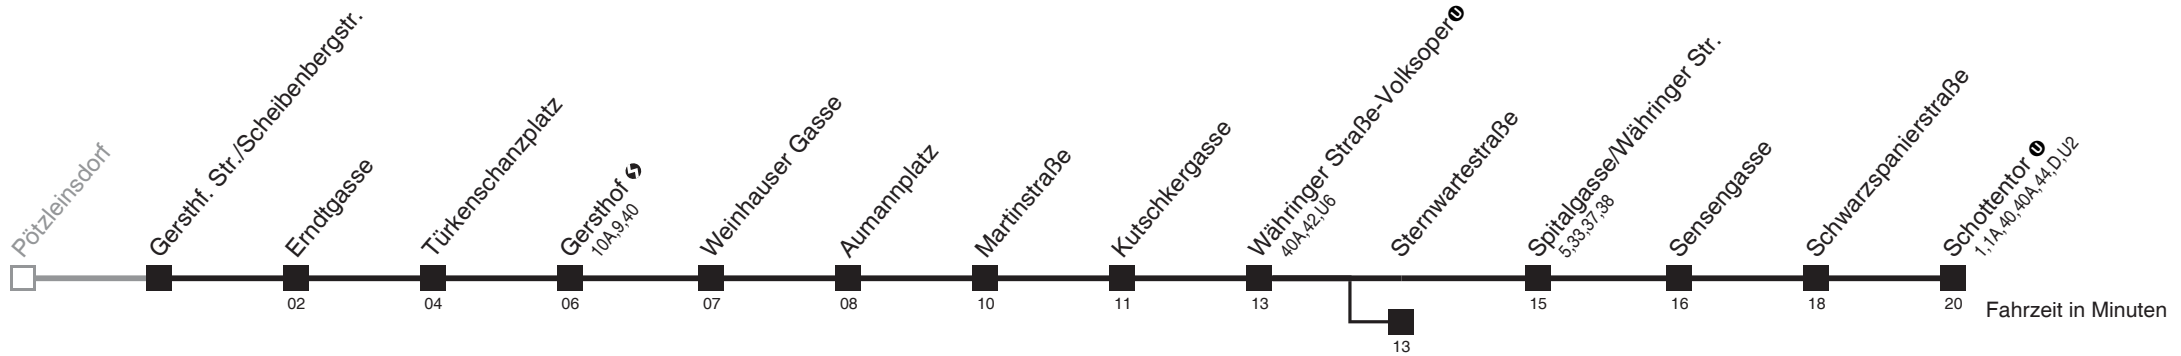 Pötzleinsdorf
Gersthf. Str./Scheibenbergstr.
Erndtgasse
Türkenschanzplatz
Gersthof
10A,9,40
Weinhauser Gasse
Aumannplatz
Martinstraße
Kutschkergasse
Währinger Straße-Volksoper U
40A,42,U6
Sternwartestraße
Spitalgasse/Währinger Str.
5,33,37,38
Sensengasse
Schwarzspanierstraße
Schottentor U
1,1A,40,40A,44,D,U2
02 04 06 07 08 10 11 13 15 16 18 20 Fahrzeit in Minuten
13